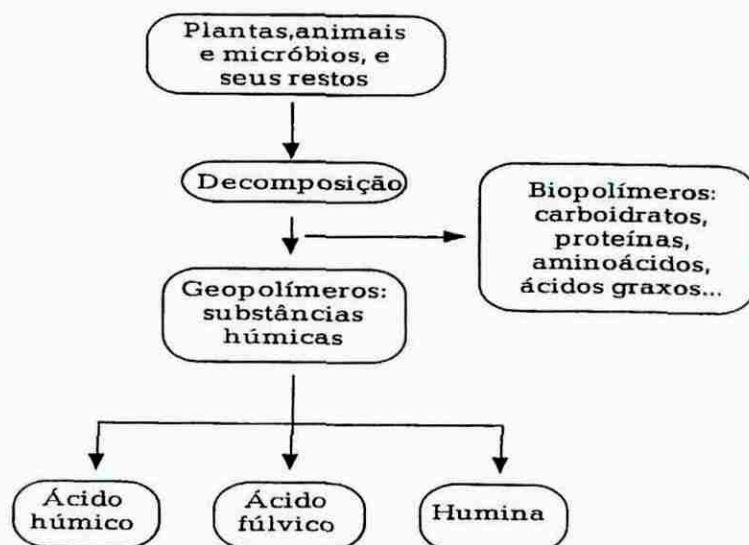 Plantas,animais
e micróbios, e
seus restos
Decomposição
Biopolímeros:
carboidratos,
proteínas,
aminoácidos,
ácidos graxos...
Geopolímeros:
substâncias
húmicas
Ácido
húmico
Ácido
fúlvico
Humina